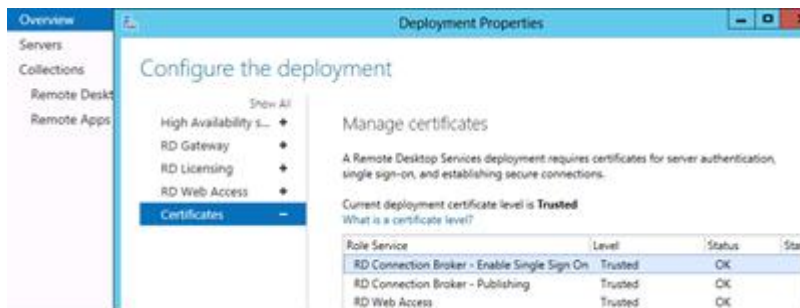 Overview
Servers
Collections
Remote Deskt
Remote Apps
Deployment Properties
Configure the deployment
Show All
High Availability s...
RD Gateway
RD Licensing
RD Web Access
Certificates
Manage certificates
A Remote Desktop Services deployment requires certificates for server authentication,
single sign-on, and establishing secure connections.
Current deployment certificate level is Trusted
What is a certificate level?
Role Service Level Status Stat
RD Connection Broker - Enable Single Sign On Trusted OK
RD Connection Broker - Publishing Trusted OK
RD Web Access Trusted OK